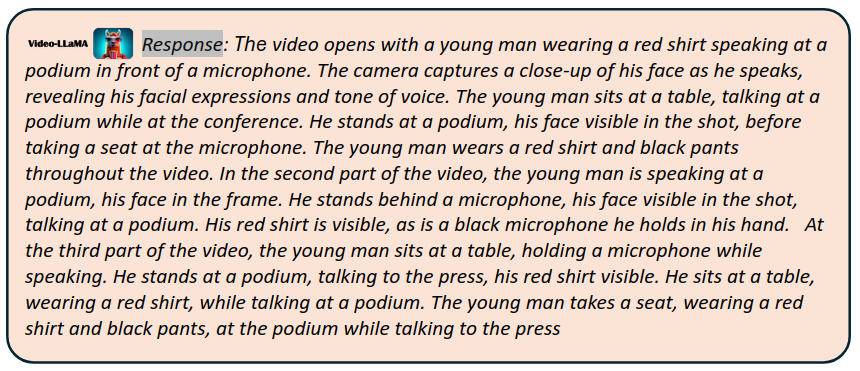 Video-LLaMA Response: The video opens with a young man wearing a red shirt speaking at a
podium in front of a microphone. The camera captures a close-up of his face as he speaks,
revealing his facial expressions and tone of voice. The young man sits at a table, talking at a
podium while at the conference. He stands at a podium, his face visible in the shot, before
taking a seat at the microphone. The young man wears a red shirt and black pants
throughout the video. In the second part of the video, the young man is speaking at a
podium, his face in the frame. He stands behind a microphone, his face visible in the shot,
talking at a podium. His red shirt is visible, as is a black microphone he holds in his hand.   At
the third part of the video, the young man sits at a table, holding a microphone while
speaking. He stands at a podium, talking to the press, his red shirt visible. He sits at a table,
wearing a red shirt, while talking at a podium. The young man takes a seat, wearing a red
shirt and black pants, at the podium while talking to the press